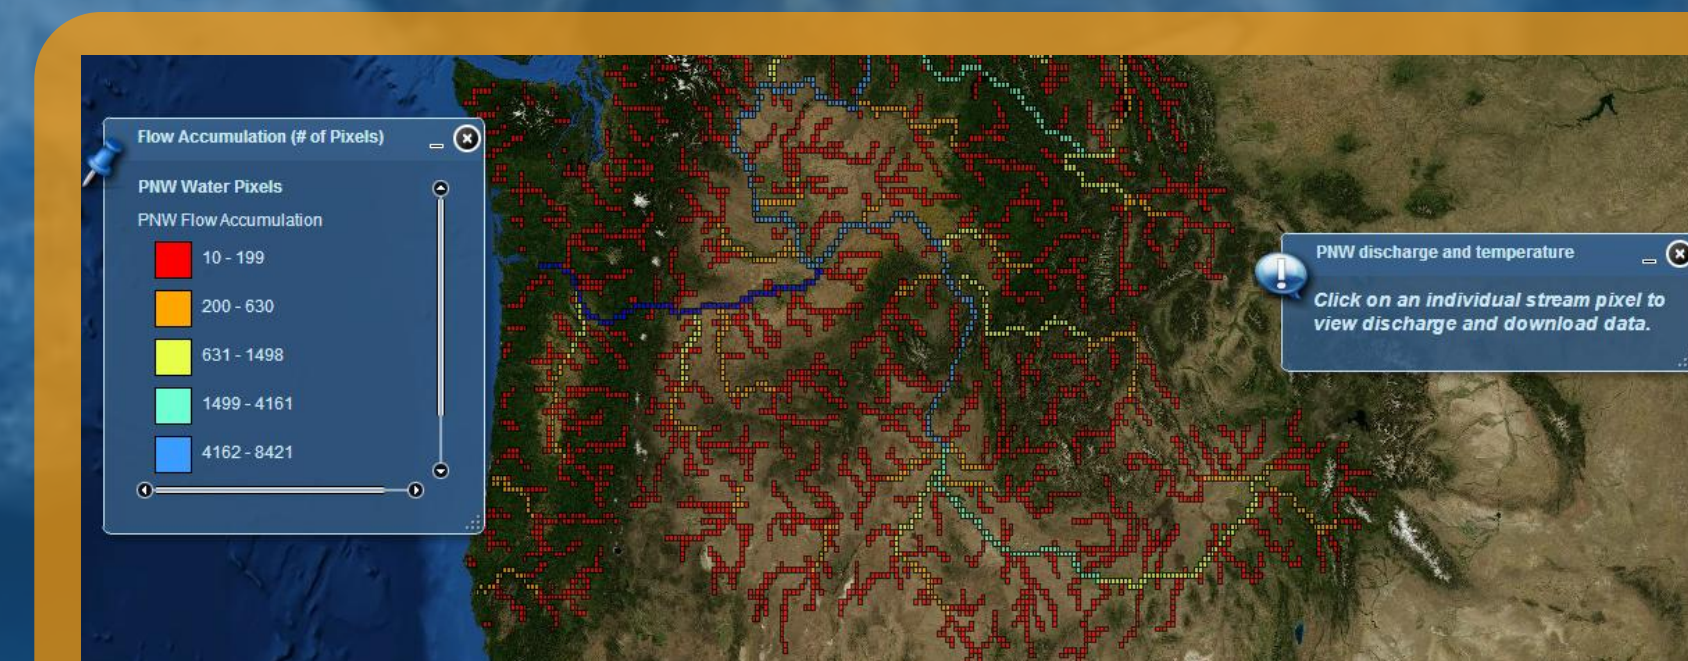 Flow Accumulation (# of Pixels)
PNW Water Pixels
PNW Flow Accumulation
10 - 199
200 - 630
631 - 1498
1499 - 4161
4162 - 8421
PNW discharge and temperature
Click on an individual stream pixel to
view discharge and download data.